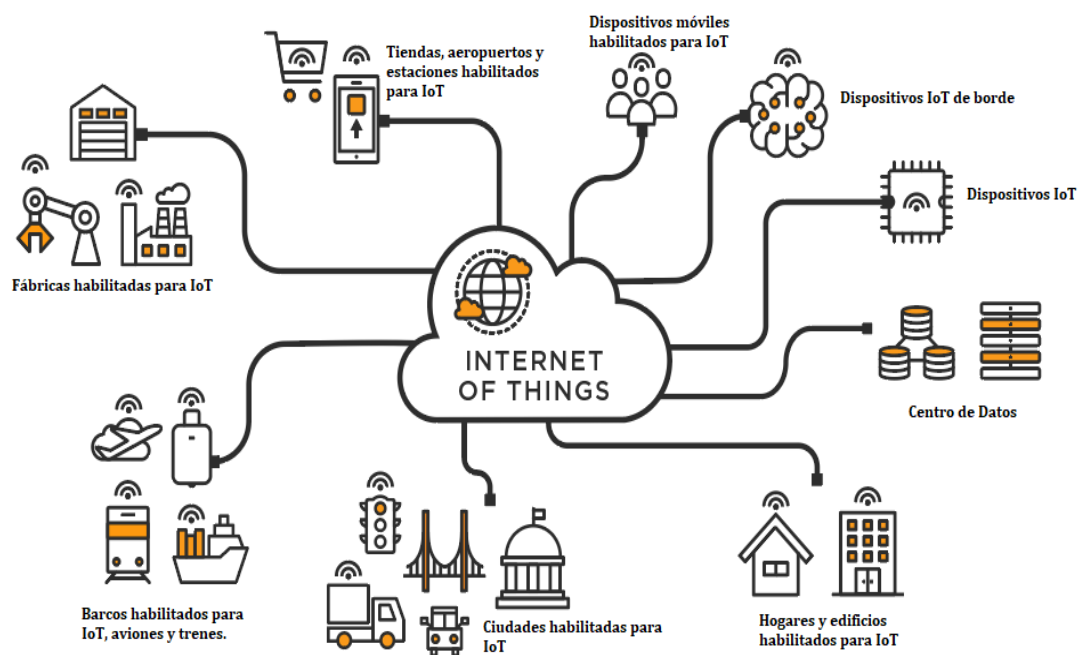 Dispositivos móviles
habilitados para IoT
Tiendas, aeropuertos y
estaciones habilitados
para IoT
Dispositivos IoT de borde
Dispositivos IoT
Fábricas habilitadas para IoT
INTERNET
OF THINGS
Centro de Datos
Barcos habilitados para
IoT, aviones y trenes.
Ciudades habilitadas para
IoT
Hogares y edificios
habilitados para IoT